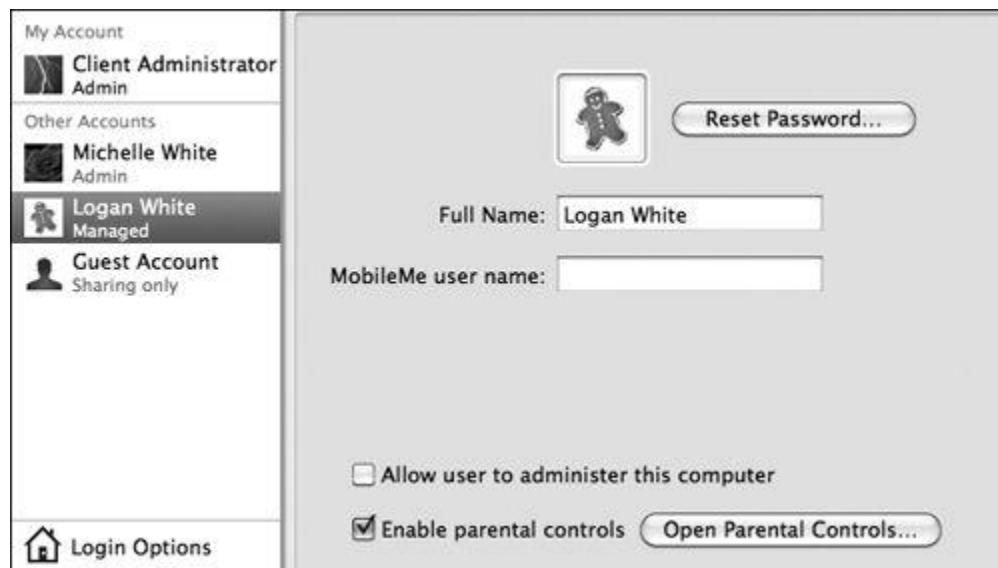 My Account
Client Administrator
Admin
Other Accounts
Michelle White
Admin
Logan White
Managed
Guest Account
Sharing only
Login Options
Reset Password...
Full Name: Logan White
MobileMe user name:
Allow user to administer this computer
Enable parental controls Open Parental Controls...